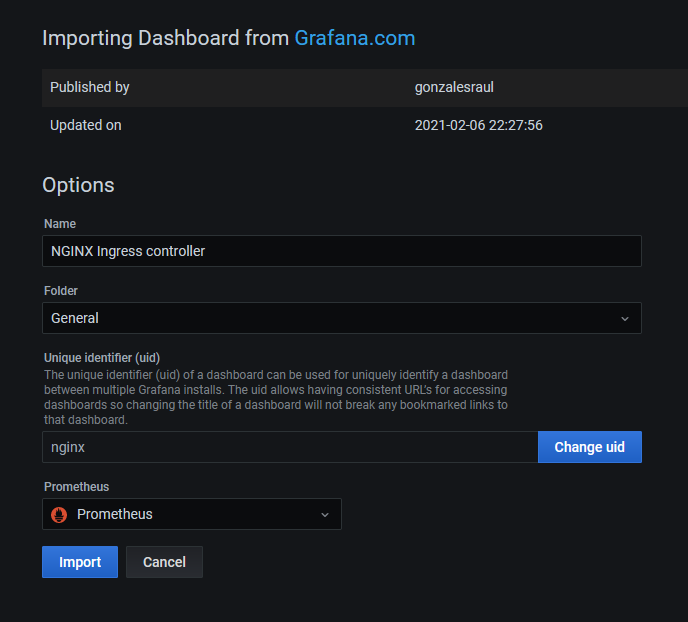 Importing Dashboard from Grafana.com
Published by gonzalesraul
Updated on 2021-02-06 22:27:56
Options
Name
NGINX Ingress controller
Folder
General
Unique identifier (uid)
The unique identifier (uid) of a dashboard can be used for uniquely identify a dashboard
between multiple Grafana installs. The uid allows having consistent URL's for accessing
dashboards so changing the title of a dashboard will not break any bookmarked links to
that dashboard.
nginx Change uid
Prometheus
Prometheus
Import Cancel